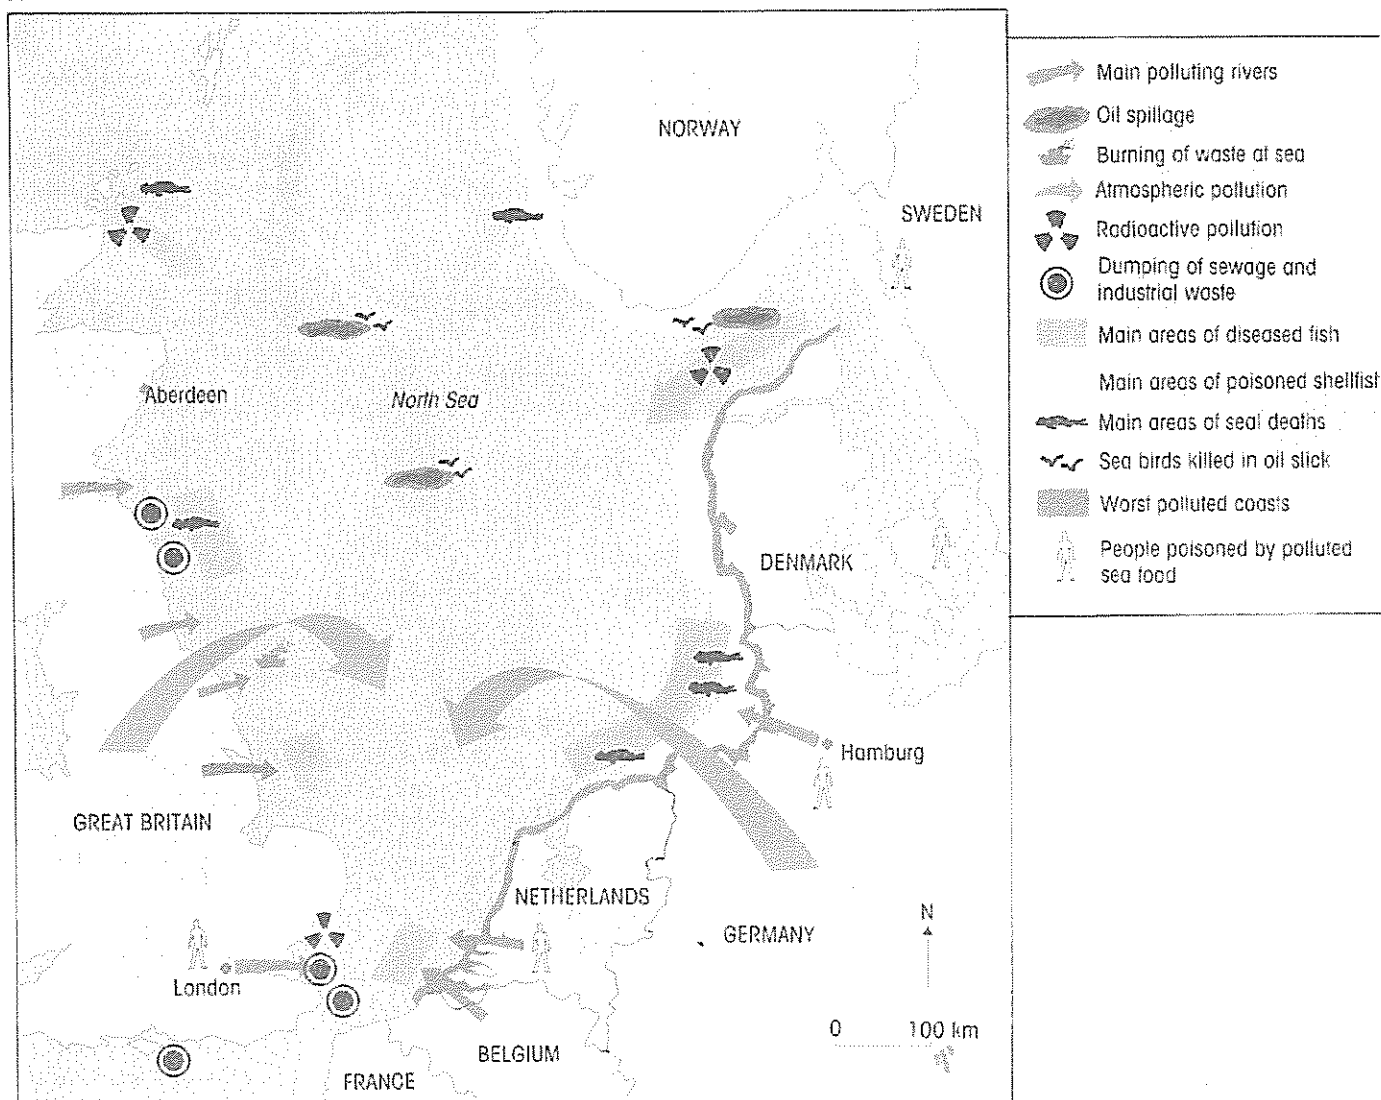 NORWAY
SWEDEN
Aberdeen
North Sea
DENMARK
Hamburg
GREAT BRITAIN
NETHERLANDS
GERMANY
N
London
0 100 km
BELGIUM
FRANCE
Main polluting rivers
Oil spillage
Burning of waste at sea
Atmospheric pollution
Radioactive pollution
Dumping of sewage and
industrial waste
Main areas of diseased fish
Main areas of poisoned shellfish
Main areas of seal deaths
Sea birds killed in oil slick
Worst polluted coasts
People poisoned by polluted
sea food